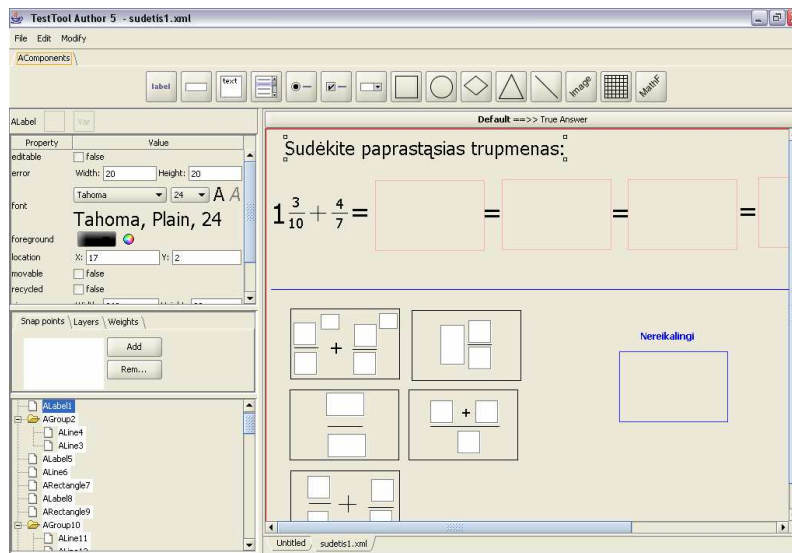 TestTool Author 5 - sudetis1.xml
File Edit Modify
AComponents
label text Image MathF
ALabel Var
Default ==>> True Answer
Property Value
editable false
error Width: 20 Height: 20
font Tahoma 24 A A
Tahoma, Plain, 24
foreground
location X: 17 Y: 2
movable false
recycled false
Sudėkite paprastąsias trupmenas:
1 3/10 + 4/7 = = = =
Snap points Layers Weights
Add
Rem...
Nereikalingi
+
+
+
ALabel1
AGroup2
ALine4
ALine3
ALabel5
ALine6
ARectangle7
ALabel8
ARectangle9
AGroup10
ALine11
Untitled sudetis1.xml